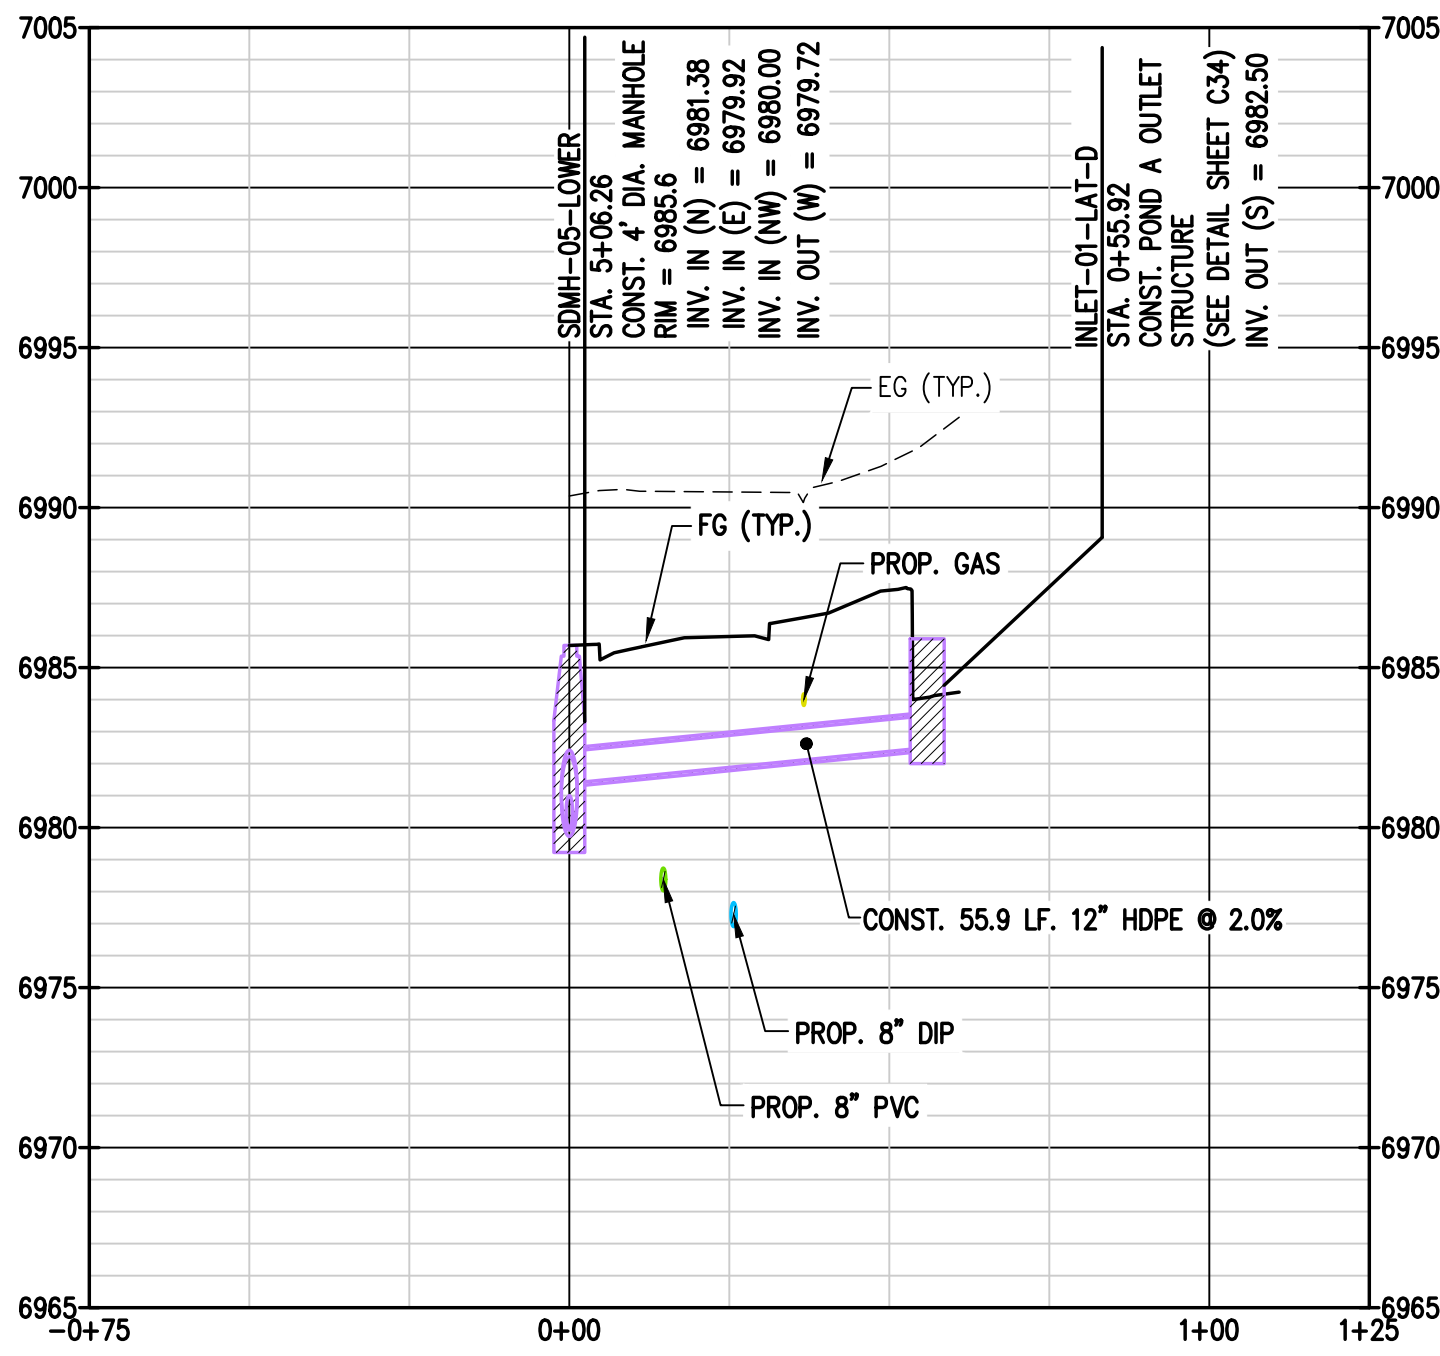 7005
7000
6995
6990
6985
6980
6975
6970
6965
7005
7000
6995
6990
6985
6980
6975
6970
6965
SDMH-05-LOWER
STA. 5+06.26
CONST. 4' DIA. MANHOLE
RIM = 6985.6
INV. IN (N) = 6981.38
INV. IN (E) = 6979.92
INV. IN (NW) = 6980.00
INV. OUT (W) = 6979.72
INLET-01-LAT-D
STA. 0+55.92
CONST. POND A OUTLET
STRUCTURE
(SEE DETAIL SHEET C34)
INV. OUT (S) = 6982.50
EG (TYP.)
FG (TYP.)
PROP. GAS
CONST. 55.9 LF. 12" HDPE @ 2.0%
PROP. 8" DIP
PROP. 8" PVC
-0+75
0+00
1+00
1+25